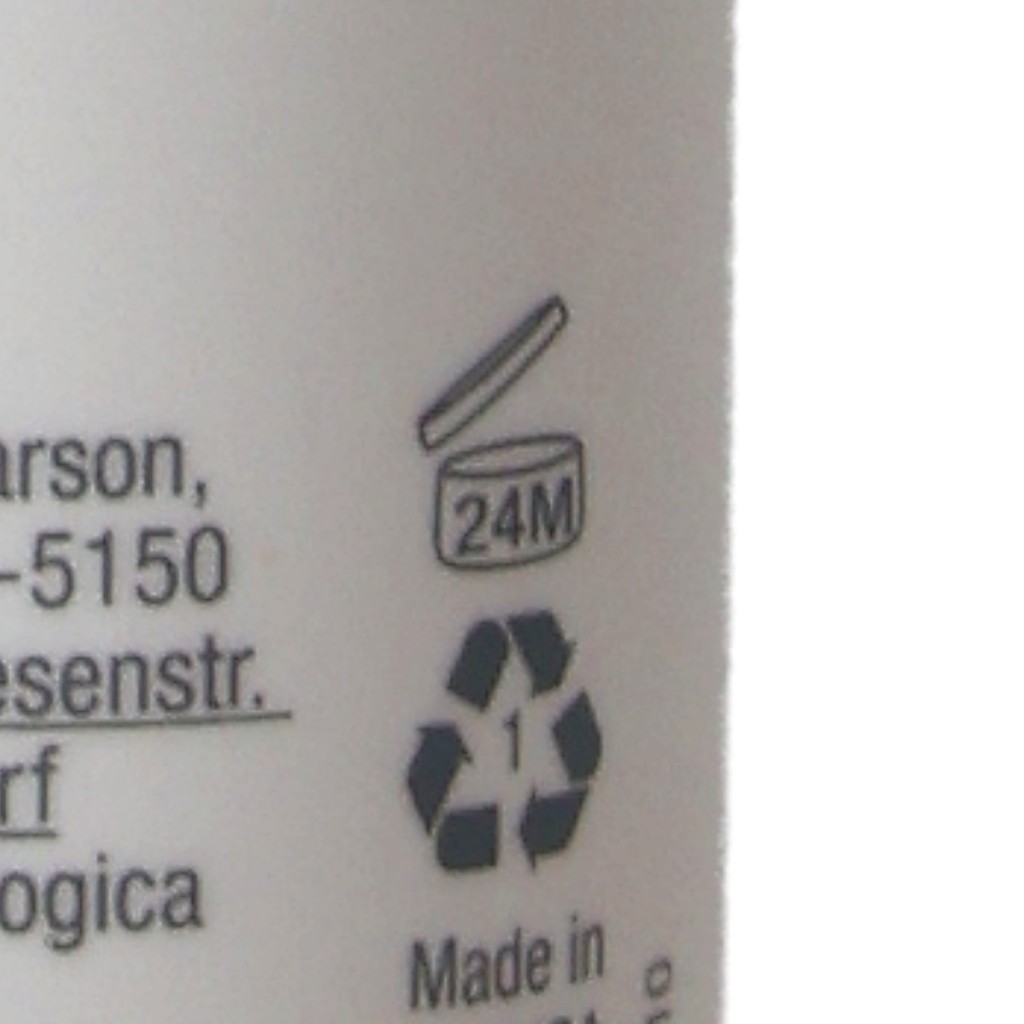 arson,
-5150
esenstr.
rf
ogica
24M
1
Made in